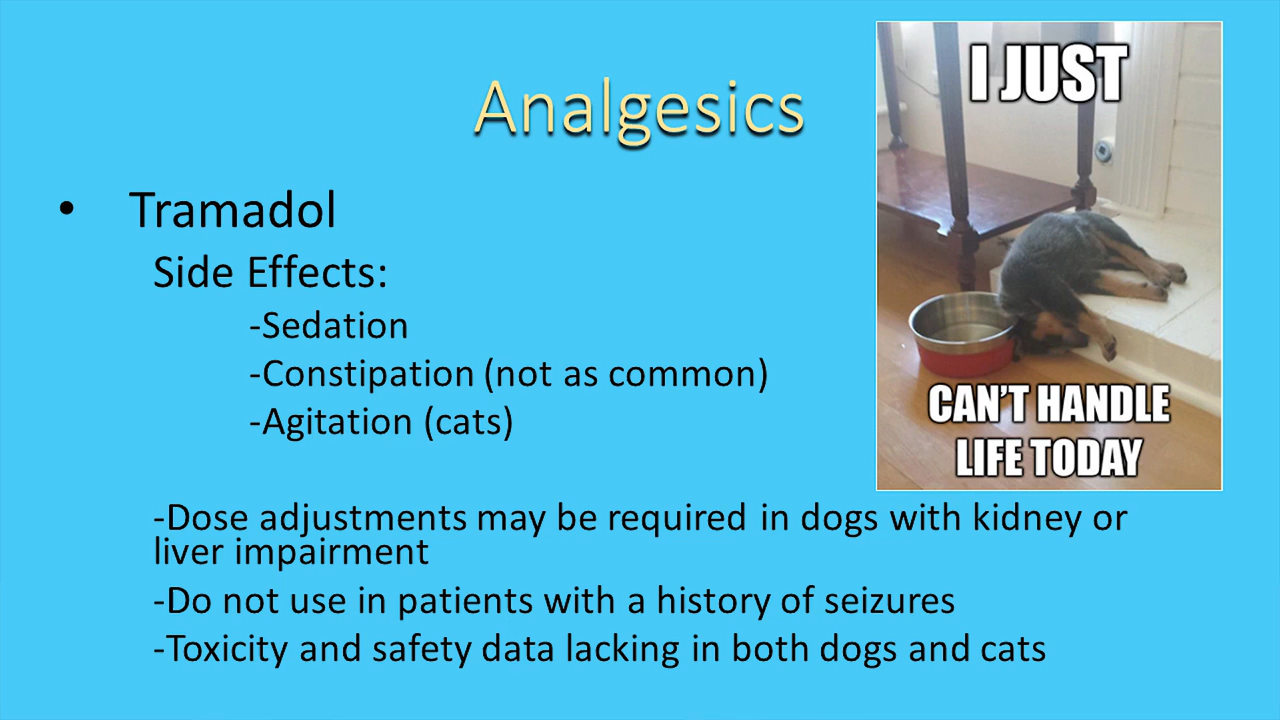 Analgesics
I JUST
CAN'T HANDLE
LIFE TODAY
• Tramadol
Side Effects:
-Sedation
-Constipation (not as common)
-Agitation (cats)
-Dose adjustments may be required in dogs with kidney or
liver impairment
-Do not use in patients with a history of seizures
-Toxicity and safety data lacking in both dogs and cats